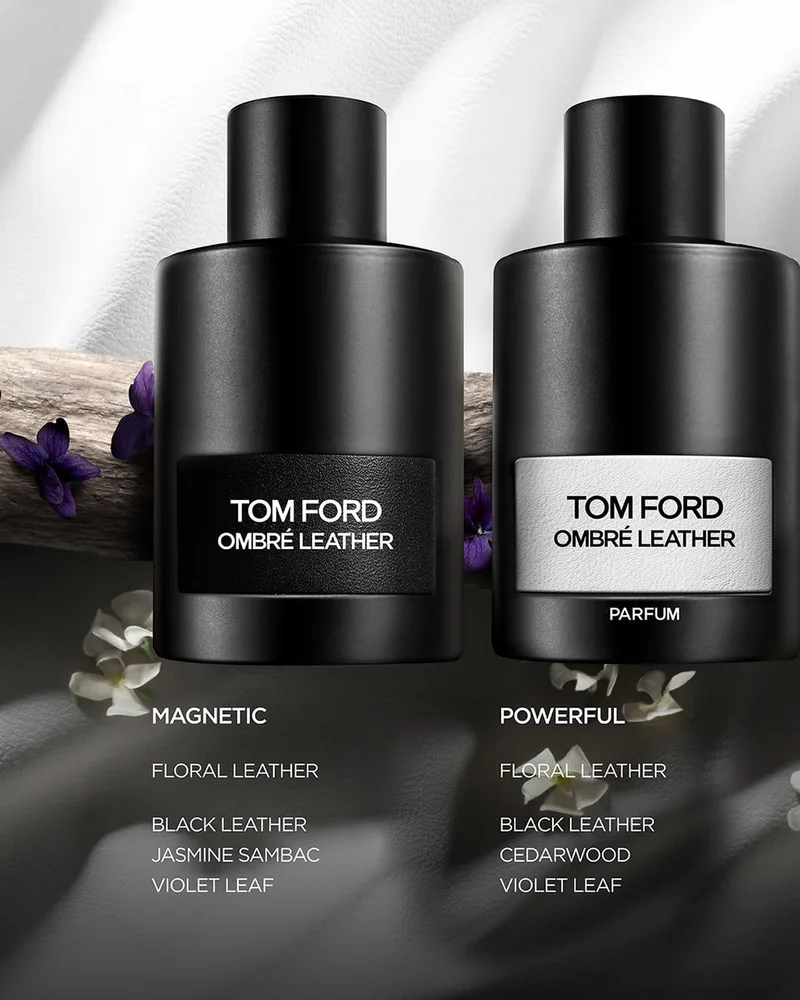 TOM FORD
OMBRÉ LEATHER
TOM FORD
OMBRÉ LEATHER
PARFUM
MAGNETIC
FLORAL LEATHER
BLACK LEATHER
JASMINE SAMBAC
VIOLET LEAF
POWERFUL
FLORAL LEATHER
BLACK LEATHER
CEDARWOOD
VIOLET LEAF